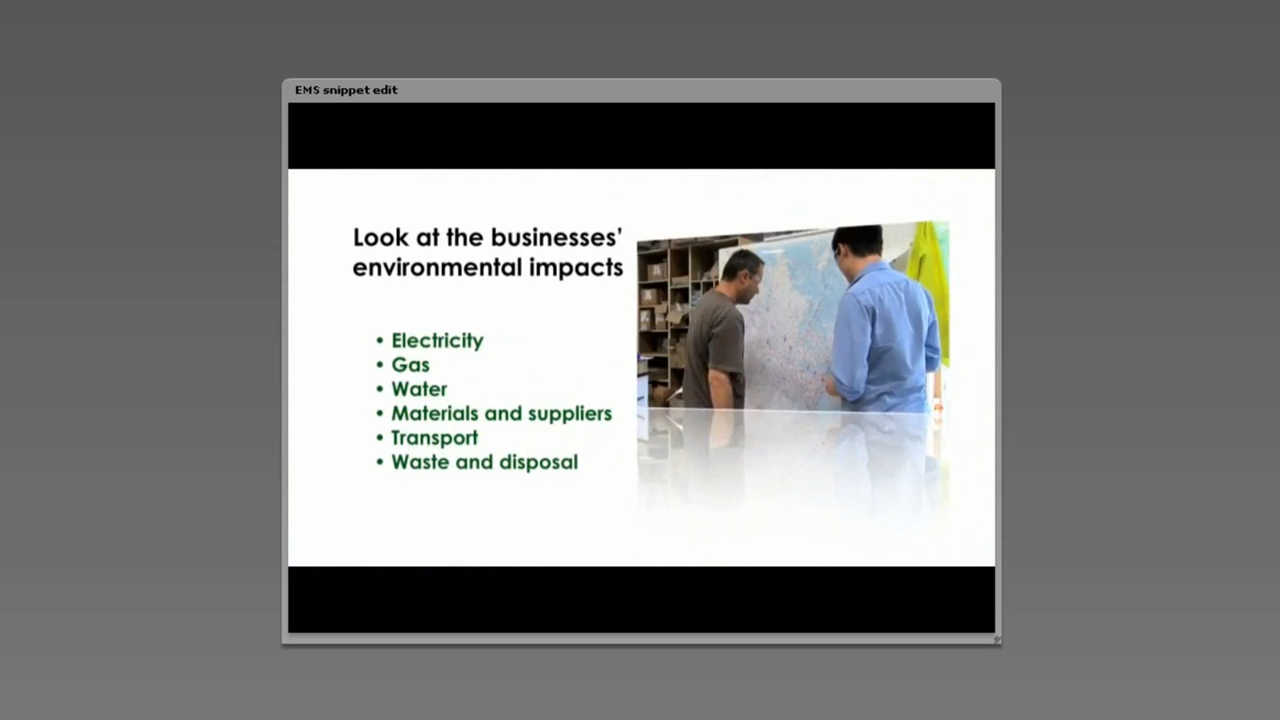 EMS snippet edit
Look at the businesses’
environmental impacts
• Electricity
• Gas
• Water
• Materials and suppliers
• Transport
• Waste and disposal